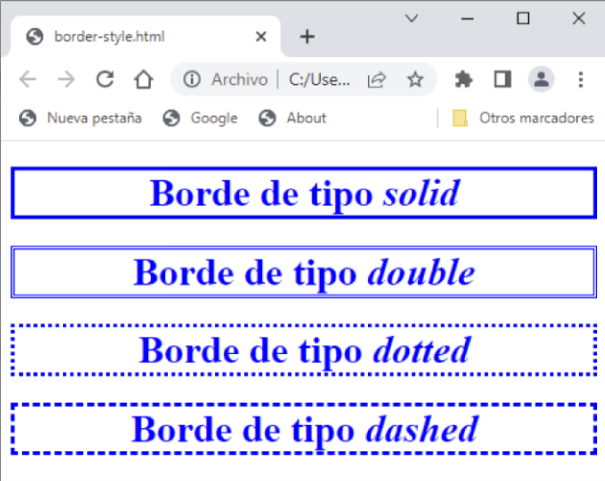 border-style.html
Archivo C:/Use...
Nueva pestaña Google About Otros marcadores
Borde de tipo solid
Borde de tipo double
Borde de tipo dotted
Borde de tipo dashed